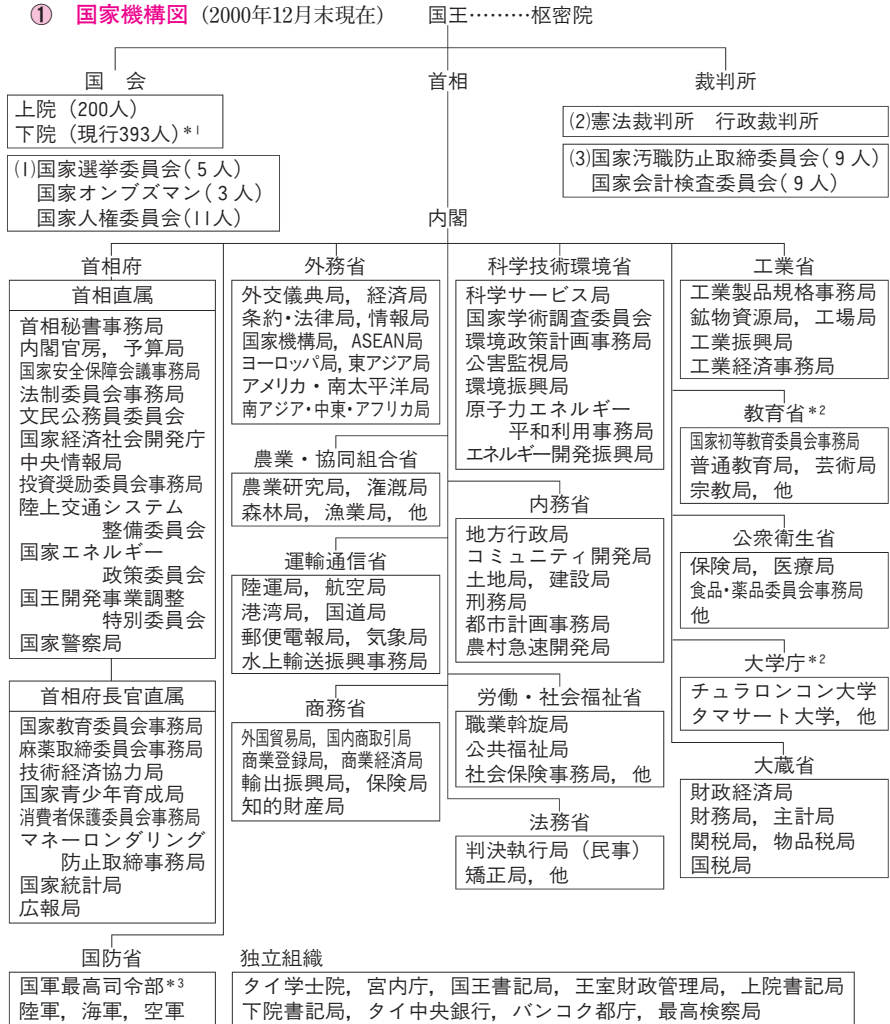 ① 国家機構図 (2000年12月末現在)
国王………枢密院
国 会
首相
裁判所
上院 (200人)
下院 (現行393人)*1
(1)国家選挙委員会(5人)
国家オンブズマン(3人)
国家人権委員会(11人)
(2)憲法裁判所 行政裁判所
(3)国家汚職防止取締委員会(9人)
国家会計検査委員会(9人)
内閣
首相府
首相直属
首相秘書事務局
内閣官房, 予算局
国家安全保障会議事務局
法制委員会事務局
文民公務員委員会
国家経済社会開発庁
中央情報局
投資奨励委員会事務局
陸上交通システム
整備委員会
国家エネルギー
政策委員会
国王開発事業調整
特別委員会
国家警察局
首相府長官直属
国家教育委員会事務局
麻薬取締委員会事務局
技術経済協力局
国家青少年育成局
消費者保護委員会事務局
マネーロンダリング
防止取締事務局
国家統計局
広報局
国防省
国軍最高司令部*3
陸軍, 海軍, 空軍
外務省
外交儀典局, 経済局
条約・法律局, 情報局
国家機構局, ASEAN局
ヨーロッパ局, 東アジア局
アメリカ・南太平洋局
南アジア・中東・アフリカ局
農業・協同組合省
農業研究局, 灌漑局
森林局, 漁業局, 他
運輸通信省
陸運局, 航空局
港湾局, 国道局
郵便電報局, 気象局
水上輸送振興事務局
商務省
外国貿易局, 国内商取引局
商業登録局, 商業経済局
輸出振興局, 保険局
知的財産局
科学技術環境省
科学サービス局
国家学術調査委員会
環境政策計画事務局
公害監視局
環境振興局
原子力エネルギー
平和利用事務局
エネルギー開発振興局
内務省
地方行政局
コミュニティ開発局
土地局, 建設局
刑務局
都市計画事務局
農村急速開発局
労働・社会福祉省
職業斡旋局
公共福祉局
社会保険事務局, 他
法務省
判決執行局 (民事)
矯正局, 他
工業省
工業製品規格事務局
鉱物資源局, 工場局
工業振興局
工業経済事務局
教育省*2
国家初等教育委員会事務局
普通教育局, 芸術局
宗教局, 他
公衆衛生省
保険局, 医療局
食品・薬品委員会事務局
他
大学庁*2
チュラロンコン大学
タマサート大学, 他
大蔵省
財政経済局
財務局, 主計局
関税局, 物品税局
国税局
独立組織
タイ学士院, 宮内庁, 国王書記局, 王室財政管理局, 上院書記局
下院書記局, タイ中央銀行, バンコク都庁, 最高検察局